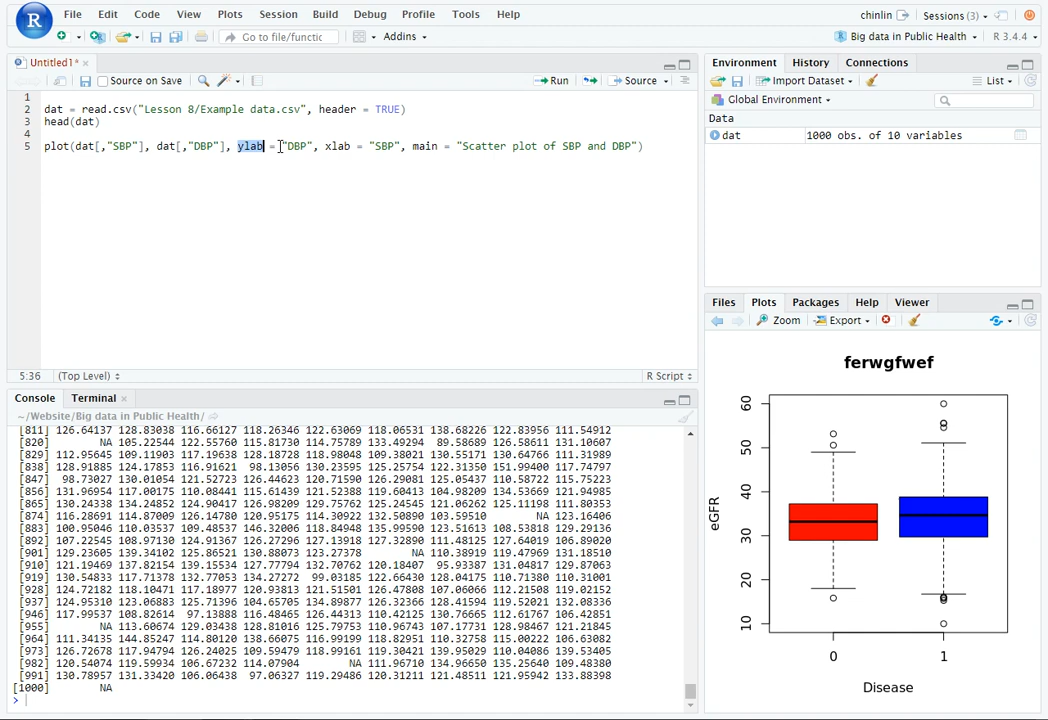 File Edit Code View Plots Session Build Debug Profile Tools Help
chinlin Sessions (3)
Go to file/functic Addins
Big data in Public Health R 3.4.4
Untitled1*
Source on Save Run Source
1
2 dat = read.csv("Lesson 8/Example data.csv", header = TRUE)
3 head(dat)
4
5 plot(dat[,"SBP"], dat[,"DBP"], ylab = "DBP", xlab = "SBP", main = "Scatter plot of SBP and DBP")
5:36 (Top Level) R Script
Console Terminal
~/Website/Big data in Public Health/
[811] 126.64137 128.83038 116.66127 118.26346 122.63069 118.06531 138.68226 122.83956 111.54912
[820] NA 105.22544 122.55760 115.81730 114.75789 133.49294 89.58689 126.58611 131.10607
[829] 112.95645 109.11903 117.19638 128.18728 118.98048 109.38021 130.55171 130.64766 111.31989
[838] 128.91885 124.17853 116.91621 98.13056 130.23595 125.25754 122.31350 151.99400 117.74797
[847] 98.73027 130.01054 121.52723 126.44623 120.71590 126.29081 125.05437 110.58722 115.75223
[856] 131.96954 117.00175 110.08441 115.61439 121.52388 119.60413 104.98209 134.53669 121.94985
[865] 130.24338 134.24852 124.90417 126.98209 129.75762 125.24545 121.06262 125.11198 111.80353
[874] 116.28691 114.87009 126.14780 120.95175 114.30922 132.50890 103.59510 NA 123.16406
[883] 100.95046 110.03537 109.48537 146.32006 118.84948 135.99590 123.51613 108.53818 129.29136
[892] 107.22545 108.97130 124.91367 126.27296 127.13918 127.32890 111.48125 127.64019 106.89020
[901] 129.23605 139.34102 125.86521 130.88073 123.27378 NA 110.38919 119.47969 131.18510
[910] 121.19469 137.82154 139.15534 127.77794 132.70762 120.18407 95.93387 131.04817 129.87063
[919] 130.54833 117.71378 132.77053 134.27272 99.03185 122.66430 128.04175 110.71380 110.31001
[928] 124.72182 118.10471 117.18977 120.93813 121.51501 126.47808 107.06066 112.21508 119.02152
[937] 124.95310 123.06883 125.71396 104.65705 134.89877 126.32366 128.41594 119.52021 132.08336
[946] 117.99537 108.82614 97.13888 116.48465 126.44313 110.42125 130.76665 112.61767 106.42851
[955] NA 113.60674 129.03438 128.81016 125.79753 110.96743 107.17731 128.98467 121.21845
[964] 111.34135 144.85247 114.80120 138.66075 116.99199 118.82951 110.32758 115.00222 106.63082
[973] 126.72678 117.94794 126.24025 109.59479 118.99161 119.30421 139.95029 110.04086 139.53405
[982] 120.54074 119.59934 106.67232 114.07904 NA 111.96710 134.96650 135.25640 109.48380
[991] 130.78957 131.33420 106.06438 97.06327 119.29486 120.31211 121.48511 121.95942 133.88398
[1000] NA
>
Environment History Connections
Import Dataset List
Global Environment
Data
dat 1000 obs. of 10 variables
Files Plots Packages Help Viewer
Zoom Export
ferwgfwef
60
50
40
30
20
10
eGFR
0 1
Disease